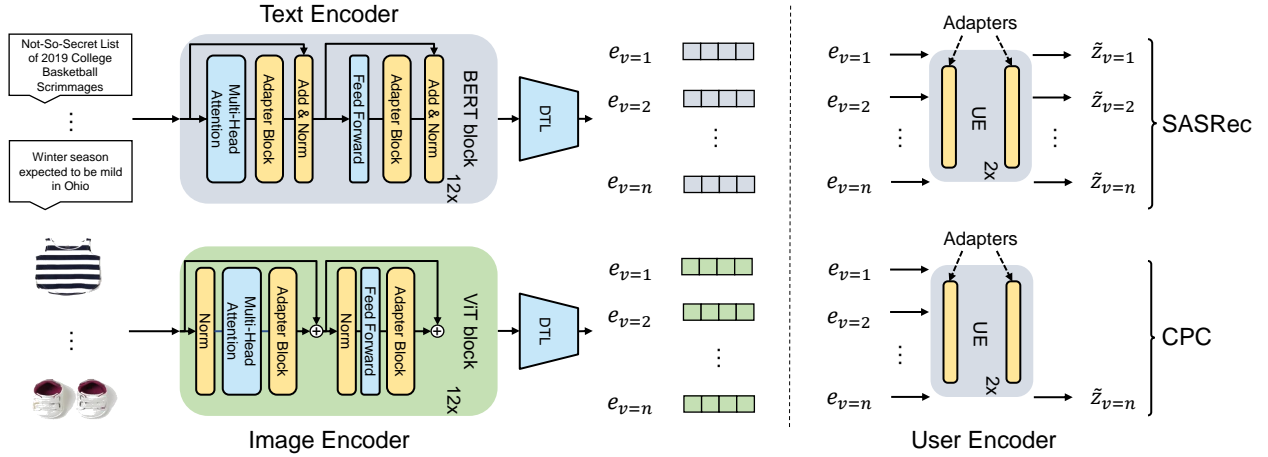 Text Encoder
Not-So-Secret List
of 2019 College
Basketball
Scrimmages
⋮
Winter season
expected to be mild
in Ohio
Multi-Head
Attention
Adapter Block
Add & Norm
Feed Forward
Adapter Block
Add & Norm
BERT block
12x
DTL
e_{v=1}
e_{v=2}
⋮
⋮
e_{v=n}
Norm
Multi-Head
Attention
Adapter Block
+
Norm
Feed Forward
Adapter Block
+
ViT block
12x
DTL
⋮
e_{v=1}
e_{v=2}
⋮
⋮
e_{v=n}
Image Encoder
Adapters
e_{v=1}
e_{v=2}
⋮
e_{v=n}
UE
2x
z̃_{v=1}
z̃_{v=2}
⋮
z̃_{v=n}
SASRec
Adapters
e_{v=1}
e_{v=2}
⋮
e_{v=n}
UE
2x
z̃_{v=n}
CPC
User Encoder